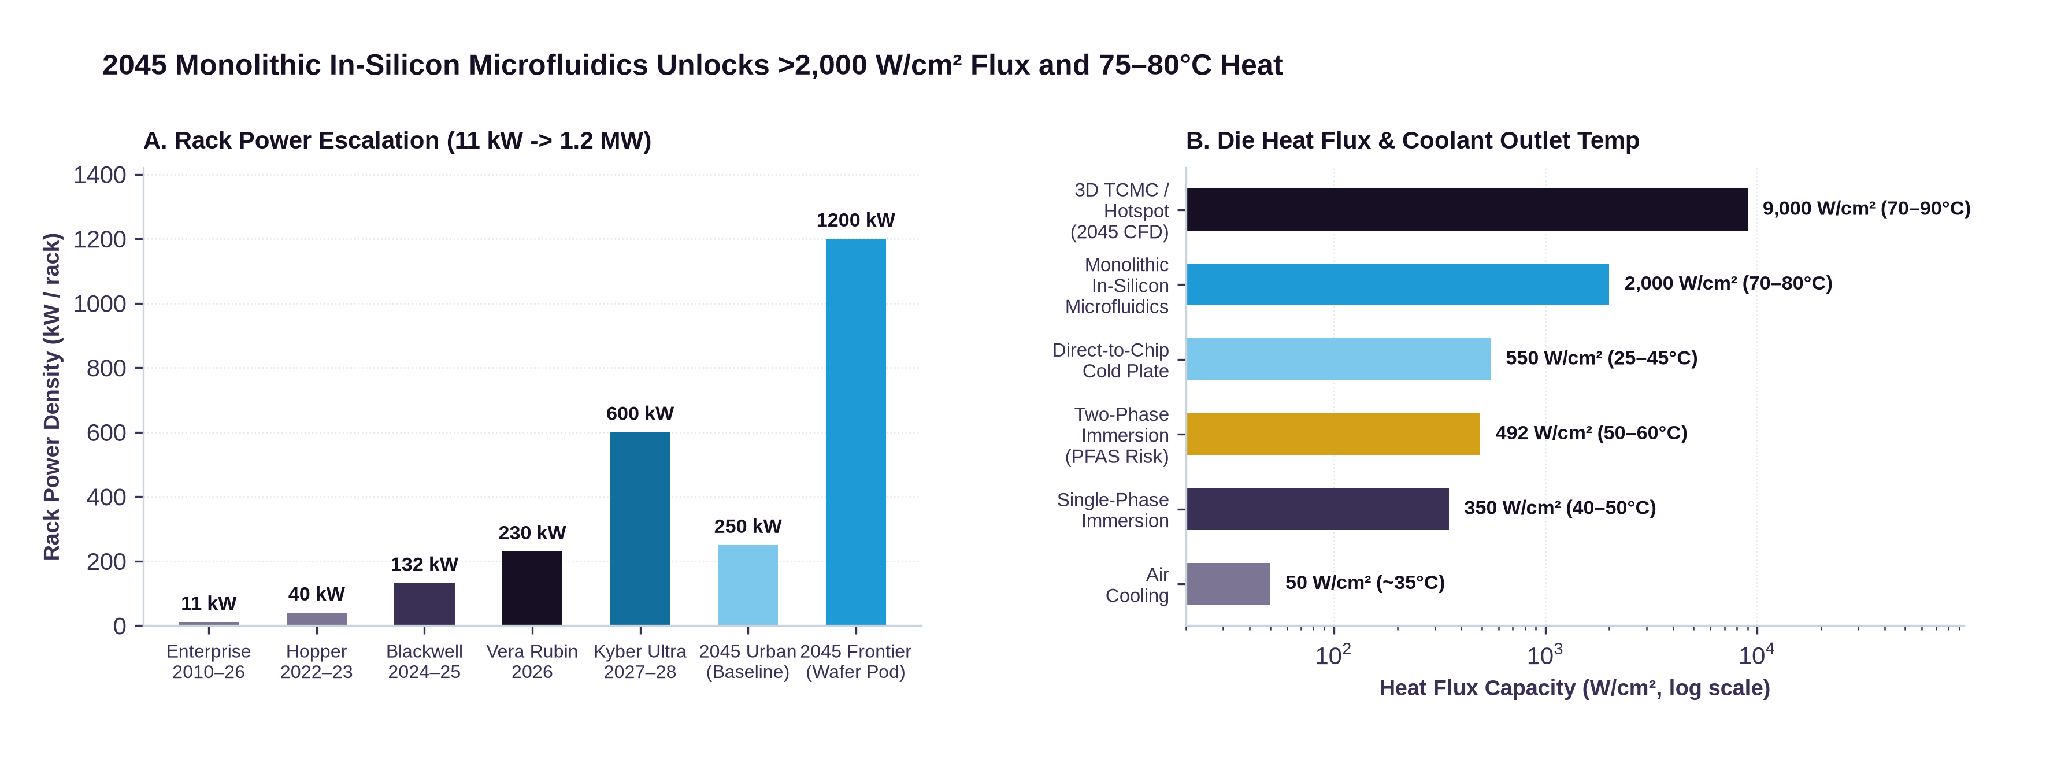 2045 Monolithic In-Silicon Microfluidics Unlocks >2,000 W/cm² Flux and 75–80°C Heat
A. Rack Power Escalation (11 kW -> 1.2 MW)
Rack Power Density (kW / rack)
1400
1200
1000
800
600
400
200
0
11 kW
40 kW
132 kW
230 kW
600 kW
250 kW
1200 kW
Enterprise
2010–26
Hopper
2022–23
Blackwell
2024–25
Vera Rubin
2026
Kyber Ultra
2027–28
2045 Urban
(Baseline)
2045 Frontier
(Wafer Pod)
B. Die Heat Flux & Coolant Outlet Temp
3D TCMC /
Hotspot
(2045 CFD)
9,000 W/cm² (70–90°C)
Monolithic
In-Silicon
Microfluidics
2,000 W/cm² (70–80°C)
Direct-to-Chip
Cold Plate
550 W/cm² (25–45°C)
Two-Phase
Immersion
(PFAS Risk)
492 W/cm² (50–60°C)
Single-Phase
Immersion
350 W/cm² (40–50°C)
Air
Cooling
50 W/cm² (~35°C)
10²
10³
10⁴
Heat Flux Capacity (W/cm², log scale)